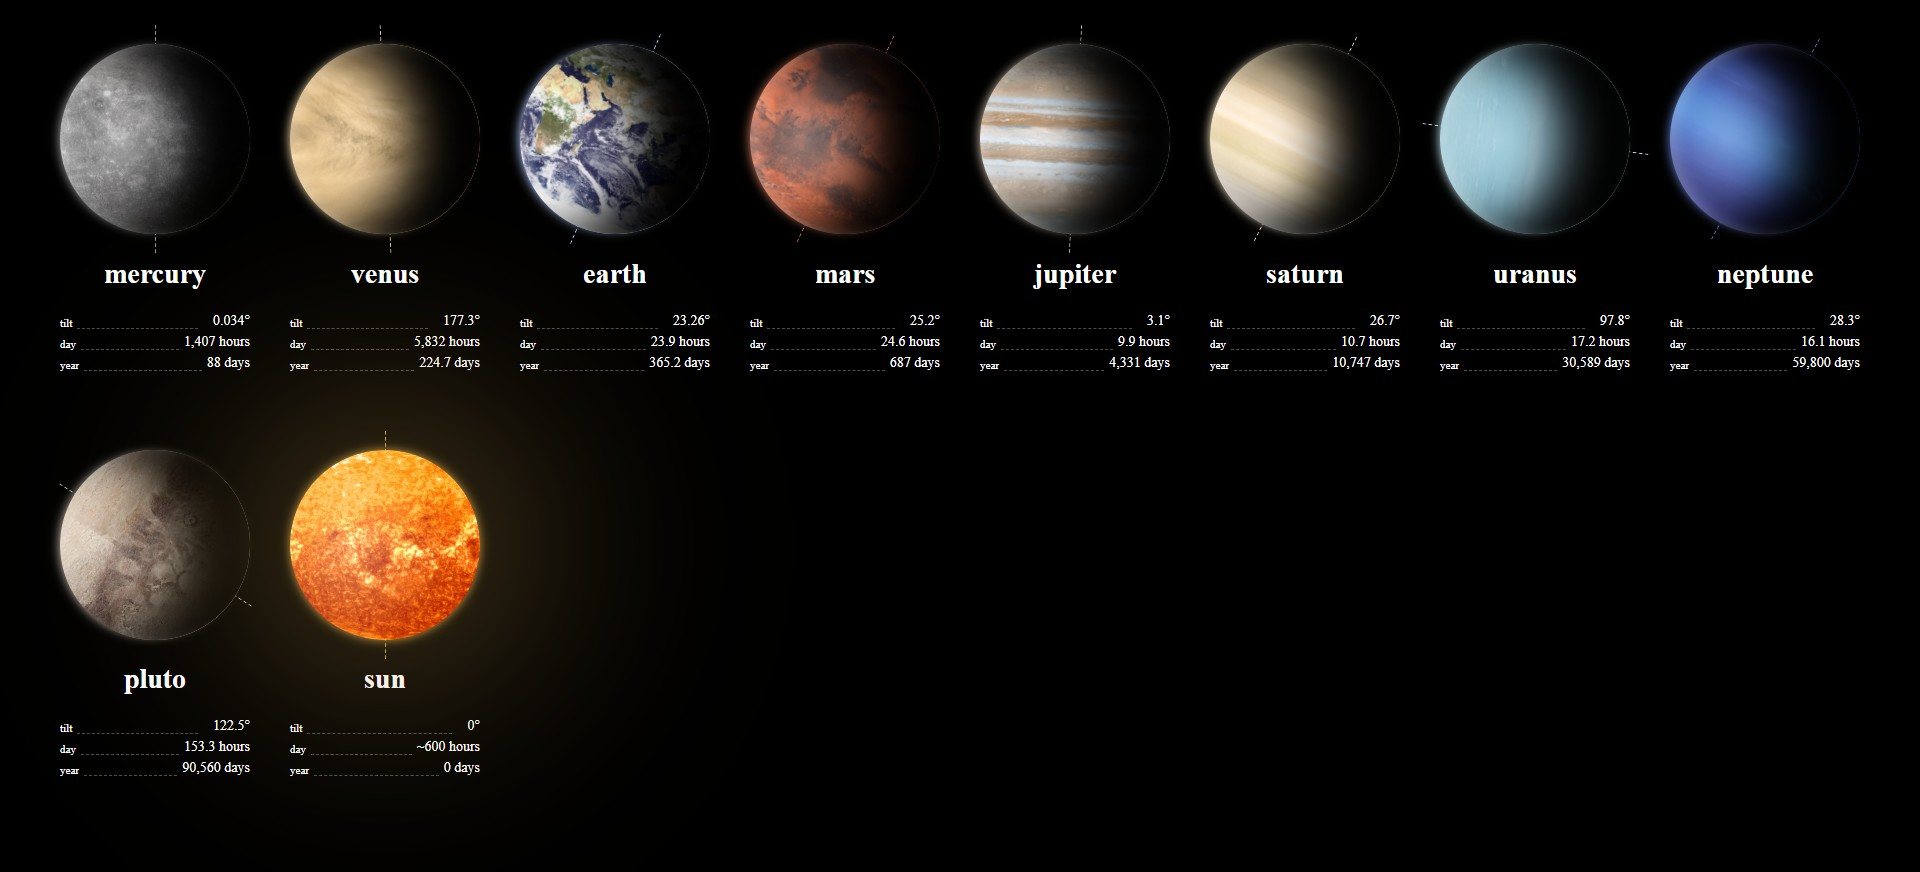 mercury
tilt 0.034°
day 1,407 hours
year 88 days
venus
tilt 177.3°
day 5,832 hours
year 224.7 days
earth
tilt 23.26°
day 23.9 hours
year 365.2 days
mars
tilt 25.2°
day 24.6 hours
year 687 days
jupiter
tilt 3.1°
day 9.9 hours
year 4,331 days
saturn
tilt 26.7°
day 10.7 hours
year 10,747 days
uranus
tilt 97.8°
day 17.2 hours
year 30,589 days
neptune
tilt 28.3°
day 16.1 hours
year 59,800 days
pluto
tilt 122.5°
day 153.3 hours
year 90,560 days
sun
tilt 0°
day ~600 hours
year 0 days